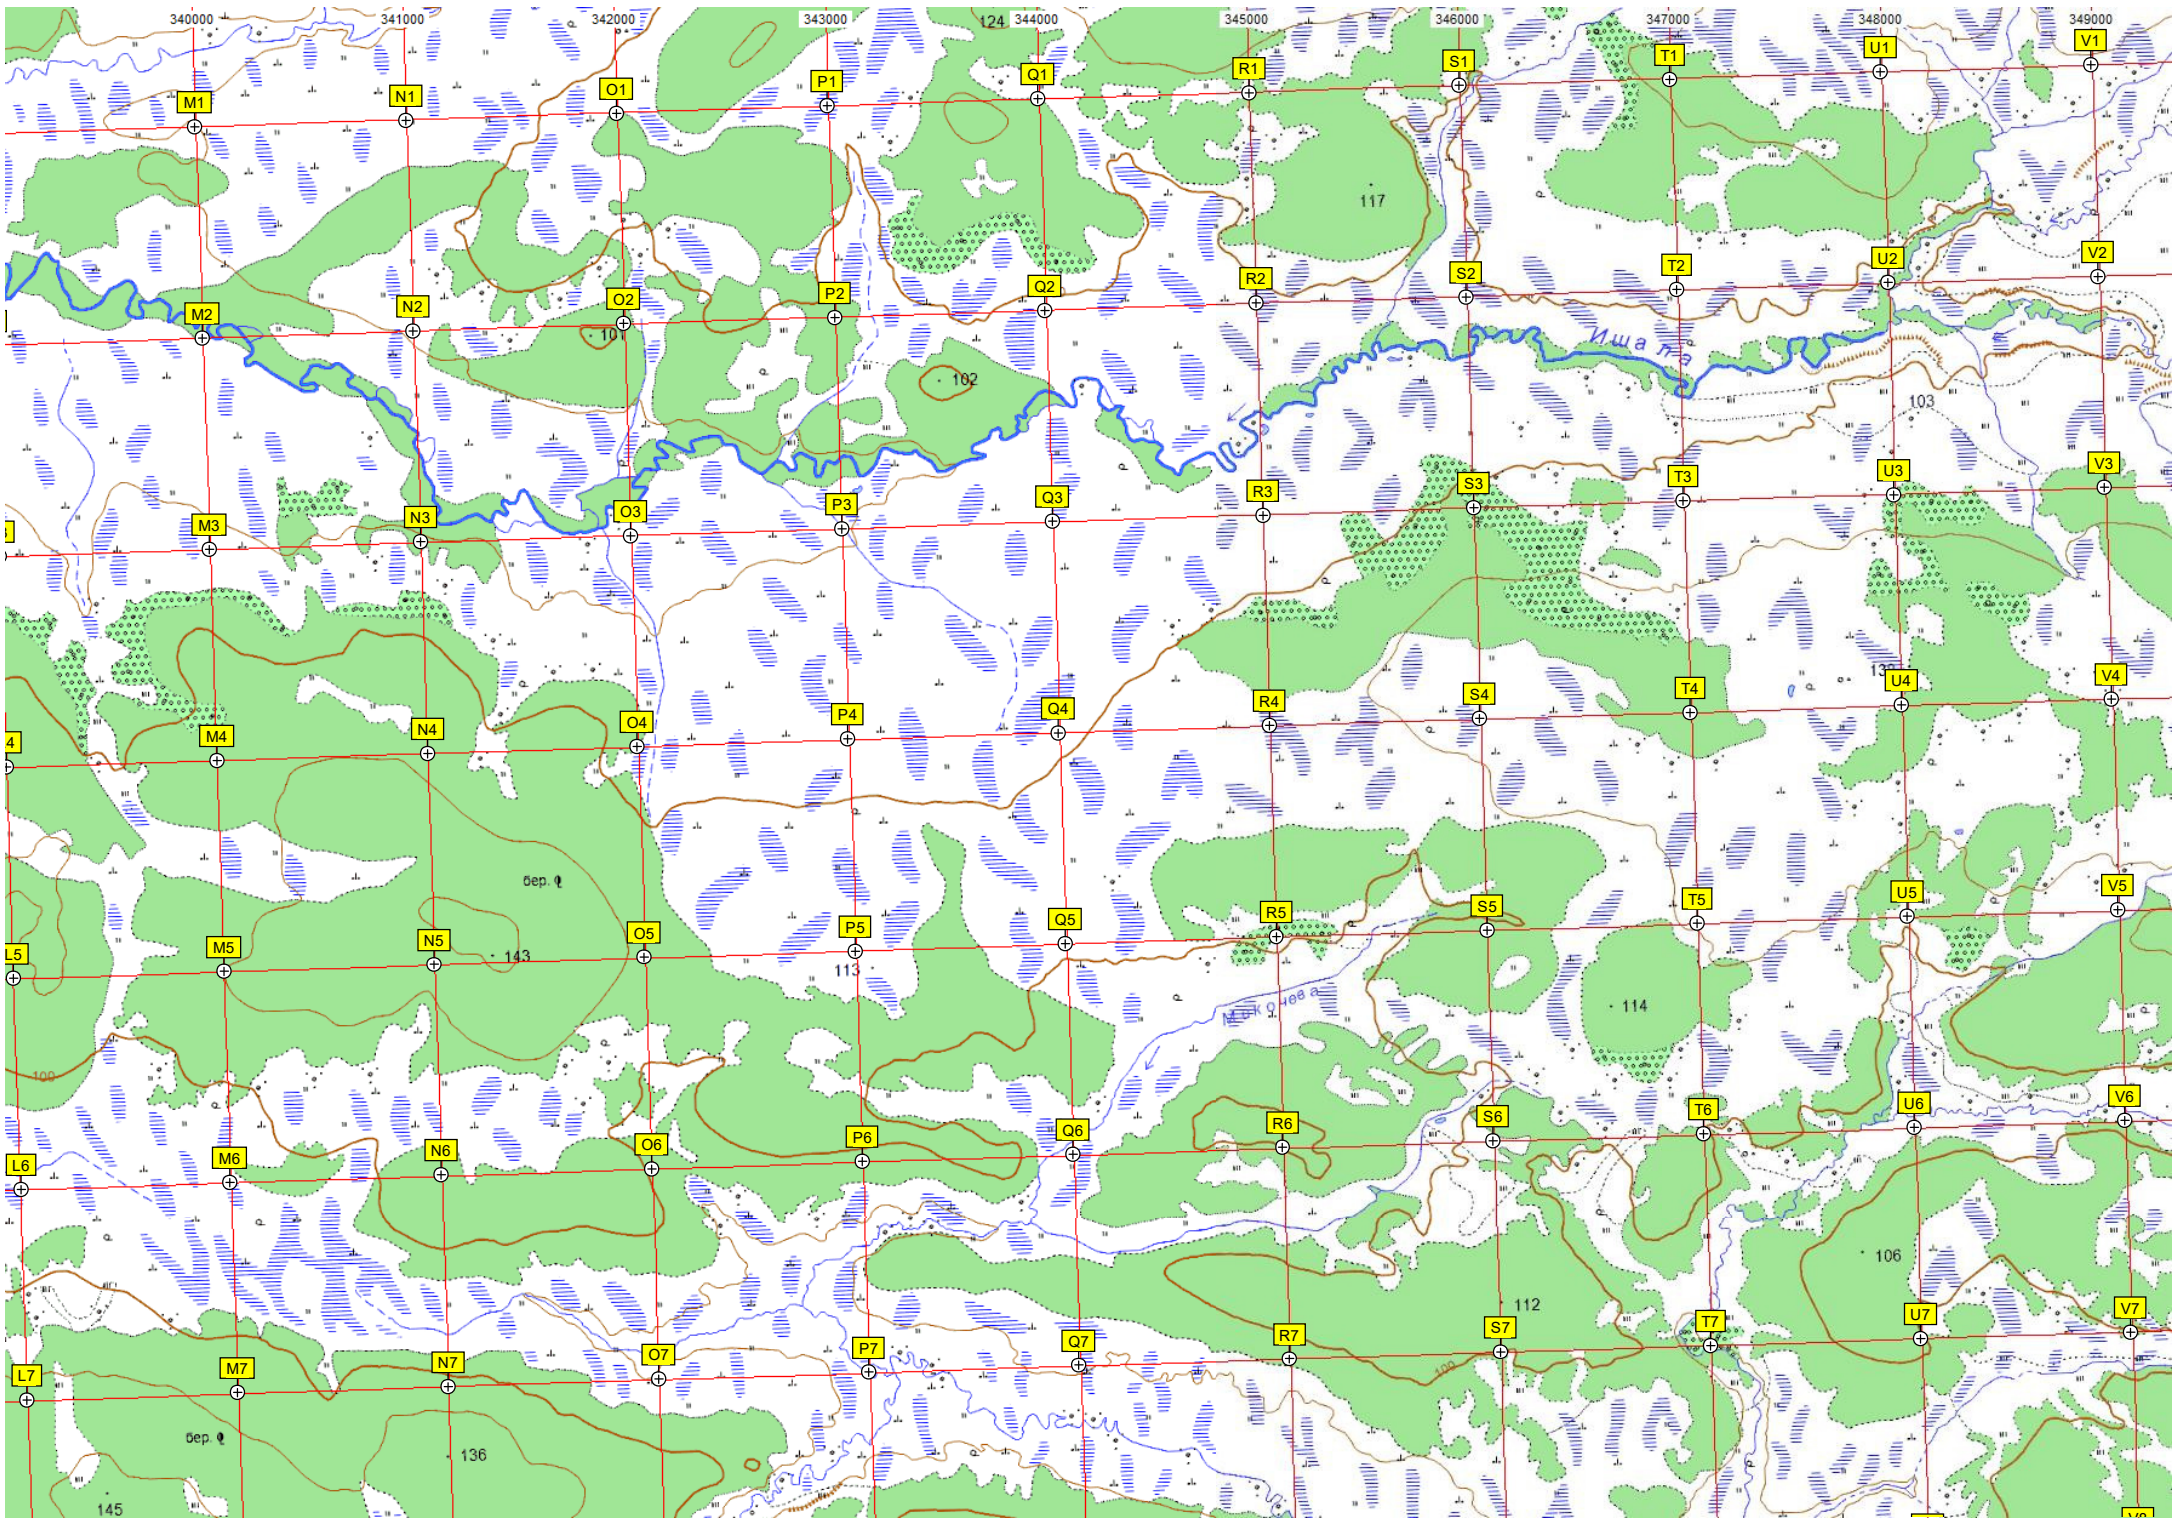 340000 341000 342000 343000 124 344000 345000 346000 347000 348000 349000
M1 N1 O1 P1 Q1 R1 S1 T1 U1 V1
117
M2 N2 O2 P2 Q2 R2 S2 T2 U2 V2
Ишала
102
103
M3 N3 O3 P3 Q3 R3 S3 T3 U3 V3
4 M4 N4 O4 P4 Q4 R4 S4 T4 U4 V4
бер.
L5 M5 N5 O5 P5 Q5 R5 S5 T5 U5 V5
143
113
Мокочева
114
100
L6 M6 N6 O6 P6 Q6 R6 S6 T6 U6 V6
106
112
L7 M7 N7 O7 P7 Q7 R7 S7 T7 U7 V7
100
бер.
136
145